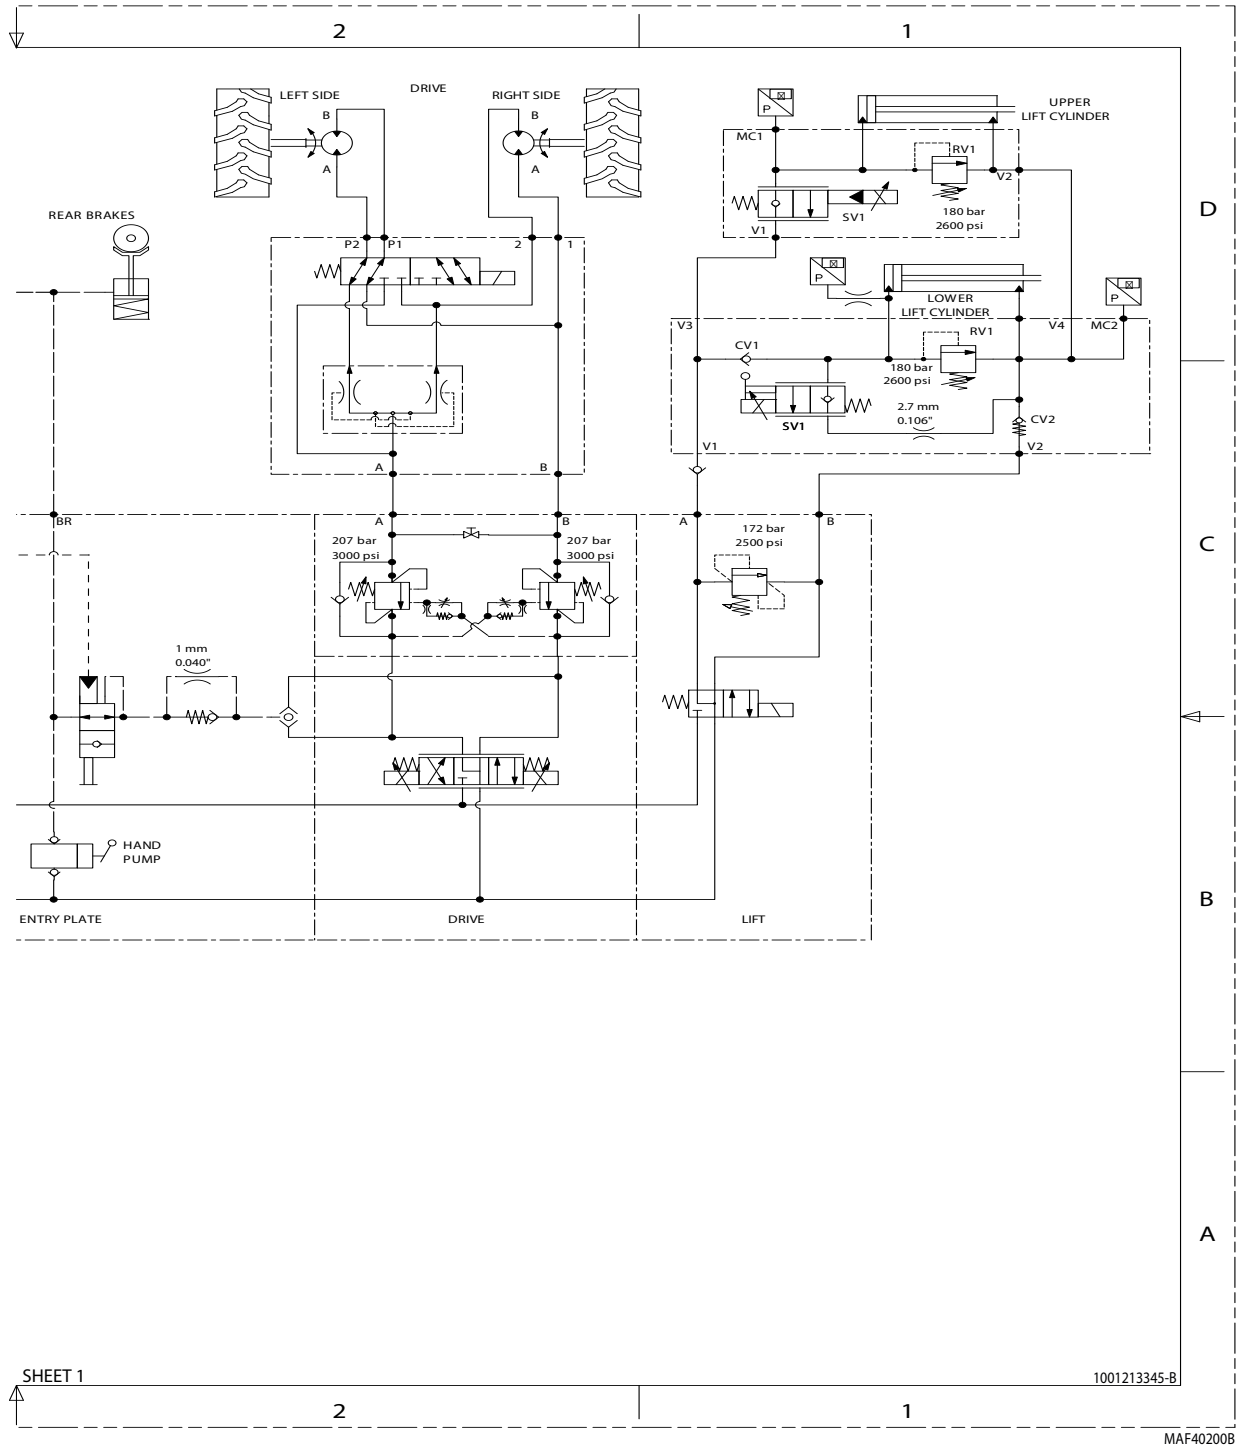 2
1
LEFT SIDE
DRIVE
RIGHT SIDE
B
B
A
A
UPPER
LIFT CYLINDER
P
MC1
RV1
V2
SV1
180 bar
2600 psi
V1
D
REAR BRAKES
P2
P1
2
1
P
LOWER
LIFT CYLINDER
P
V3
V4
MC2
RV1
CV1
180 bar
2600 psi
2.7 mm
0.106"
SV1
CV2
V1
V2
A
B
BR
A
B
A
B
207 bar
3000 psi
207 bar
3000 psi
172 bar
2500 psi
C
1 mm
0.040"
HAND
PUMP
ENTRY PLATE
DRIVE
LIFT
B
A
SHEET 1
1001213345-B
2
1
MAF40200B